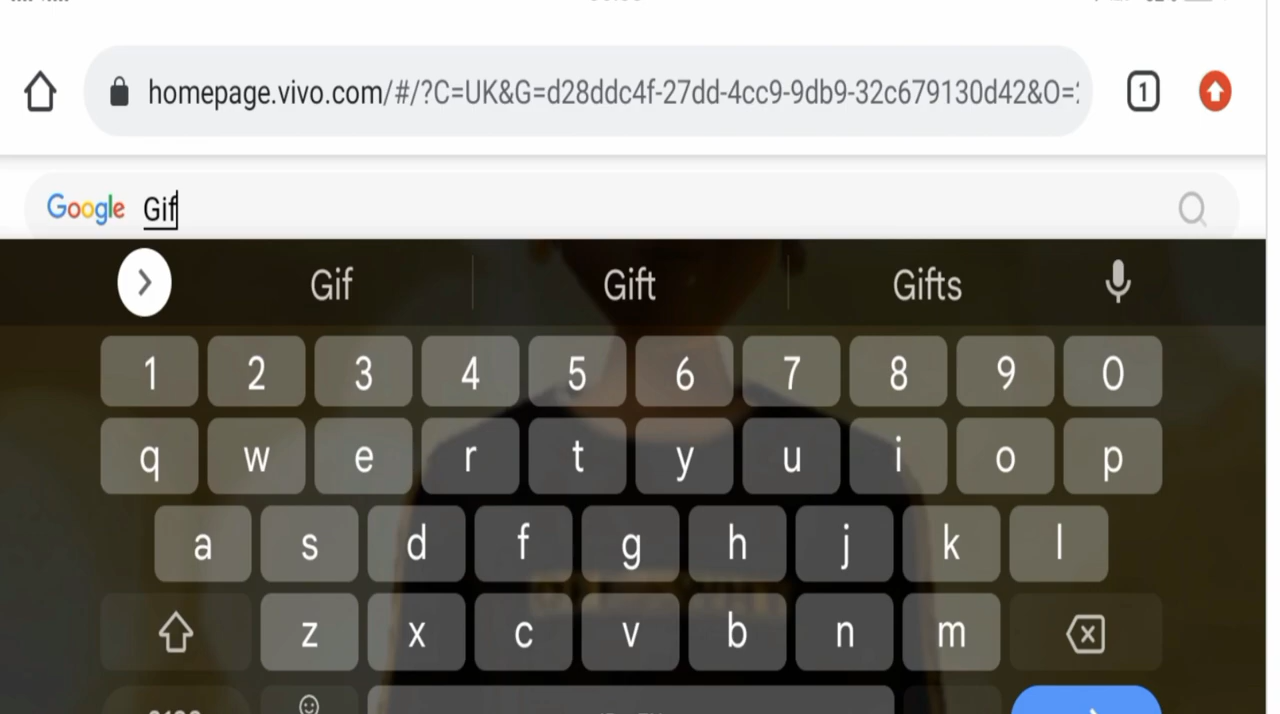 homepage.vivo.com/#/?C=UK&G=d28ddc4f-27dd-4cc9-9db9-32c679130d42&O=
1
Google Gif
Gif Gift Gifts
1 2 3 4 5 6 7 8 9 0
q w e r t y u i o p
a s d f g h j k l
z x c v b n m